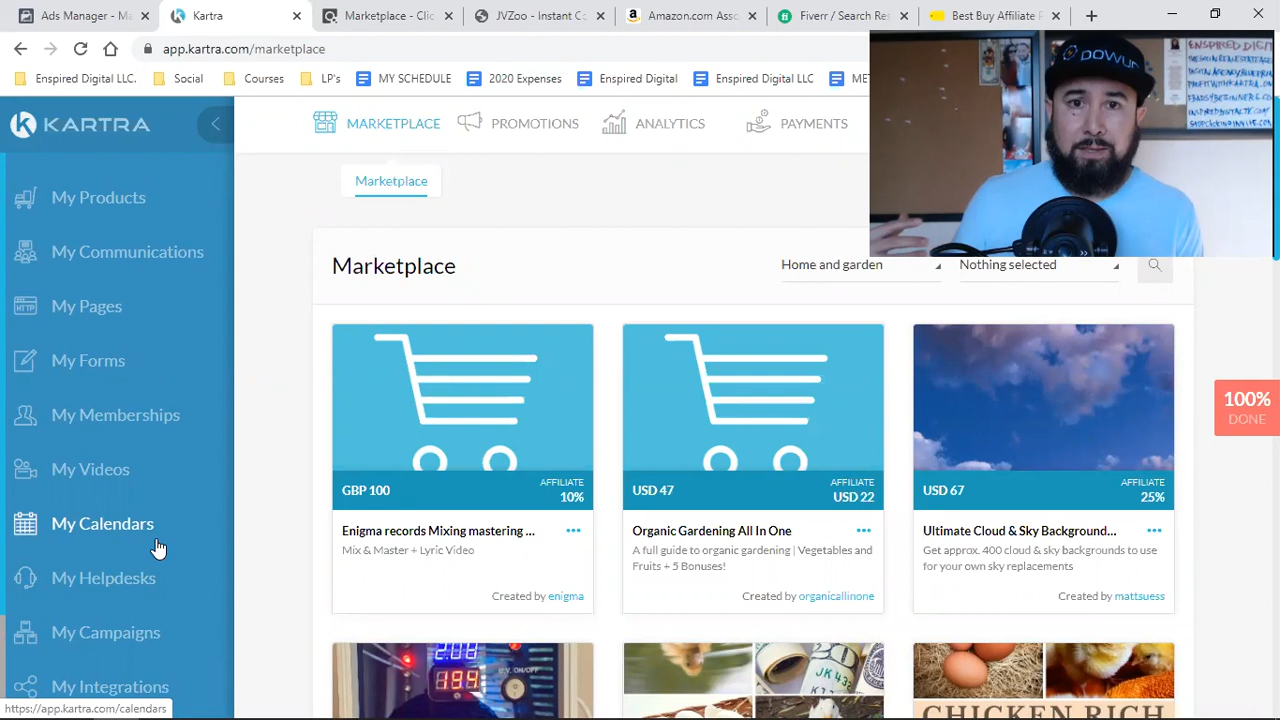 Ads Manager - Ma
Kartra
Marketplace - Clic
JVZoo - Instant C
Amazon.com Asso
Fiverr / Search Res
Best Buy Affiliate P
app.kartra.com/marketplace
Enspired Digital LLC.
Social
Courses
LP's
MY SCHEDULE
2020 Expenses
Enspired Digital
Enspired Digital LLC
KARTRA
MARKETPLACE
PROMOTIONS
ANALYTICS
PAYMENTS
My Products
My Communications
HTTP
My Pages
My Forms
My Memberships
My Videos
My Calendars
My Helpdesks
My Campaigns
My Integrations
https://app.kartra.com/calendars
Marketplace
Marketplace
Home and garden
Nothing selected
GBP 100
AFFILIATE
10%
Enigma records Mixing mastering ...
Mix & Master + Lyric Video
Created by enigma
USD 47
AFFILIATE
USD 22
Organic Gardening All In One
A full guide to organic gardening | Vegetables and
Fruits + 5 Bonuses!
Created by organicallinone
USD 67
AFFILIATE
25%
Ultimate Cloud & Sky Background...
Get approx. 400 cloud & sky backgrounds to use
for your own sky replacements
Created by mattsuess
CHICKEN RICH
100%
DONE